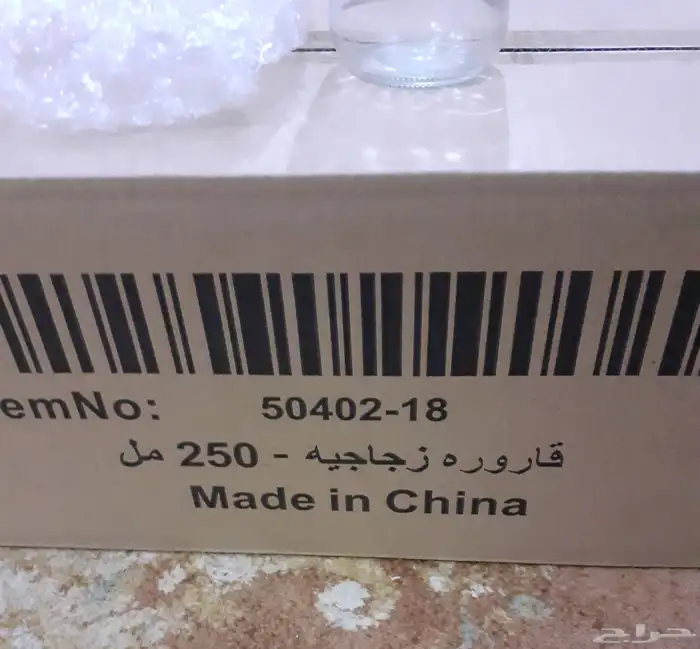 emNo: 50402-18
قاروره زجاجيه - 250 مل
Made in China
حراج